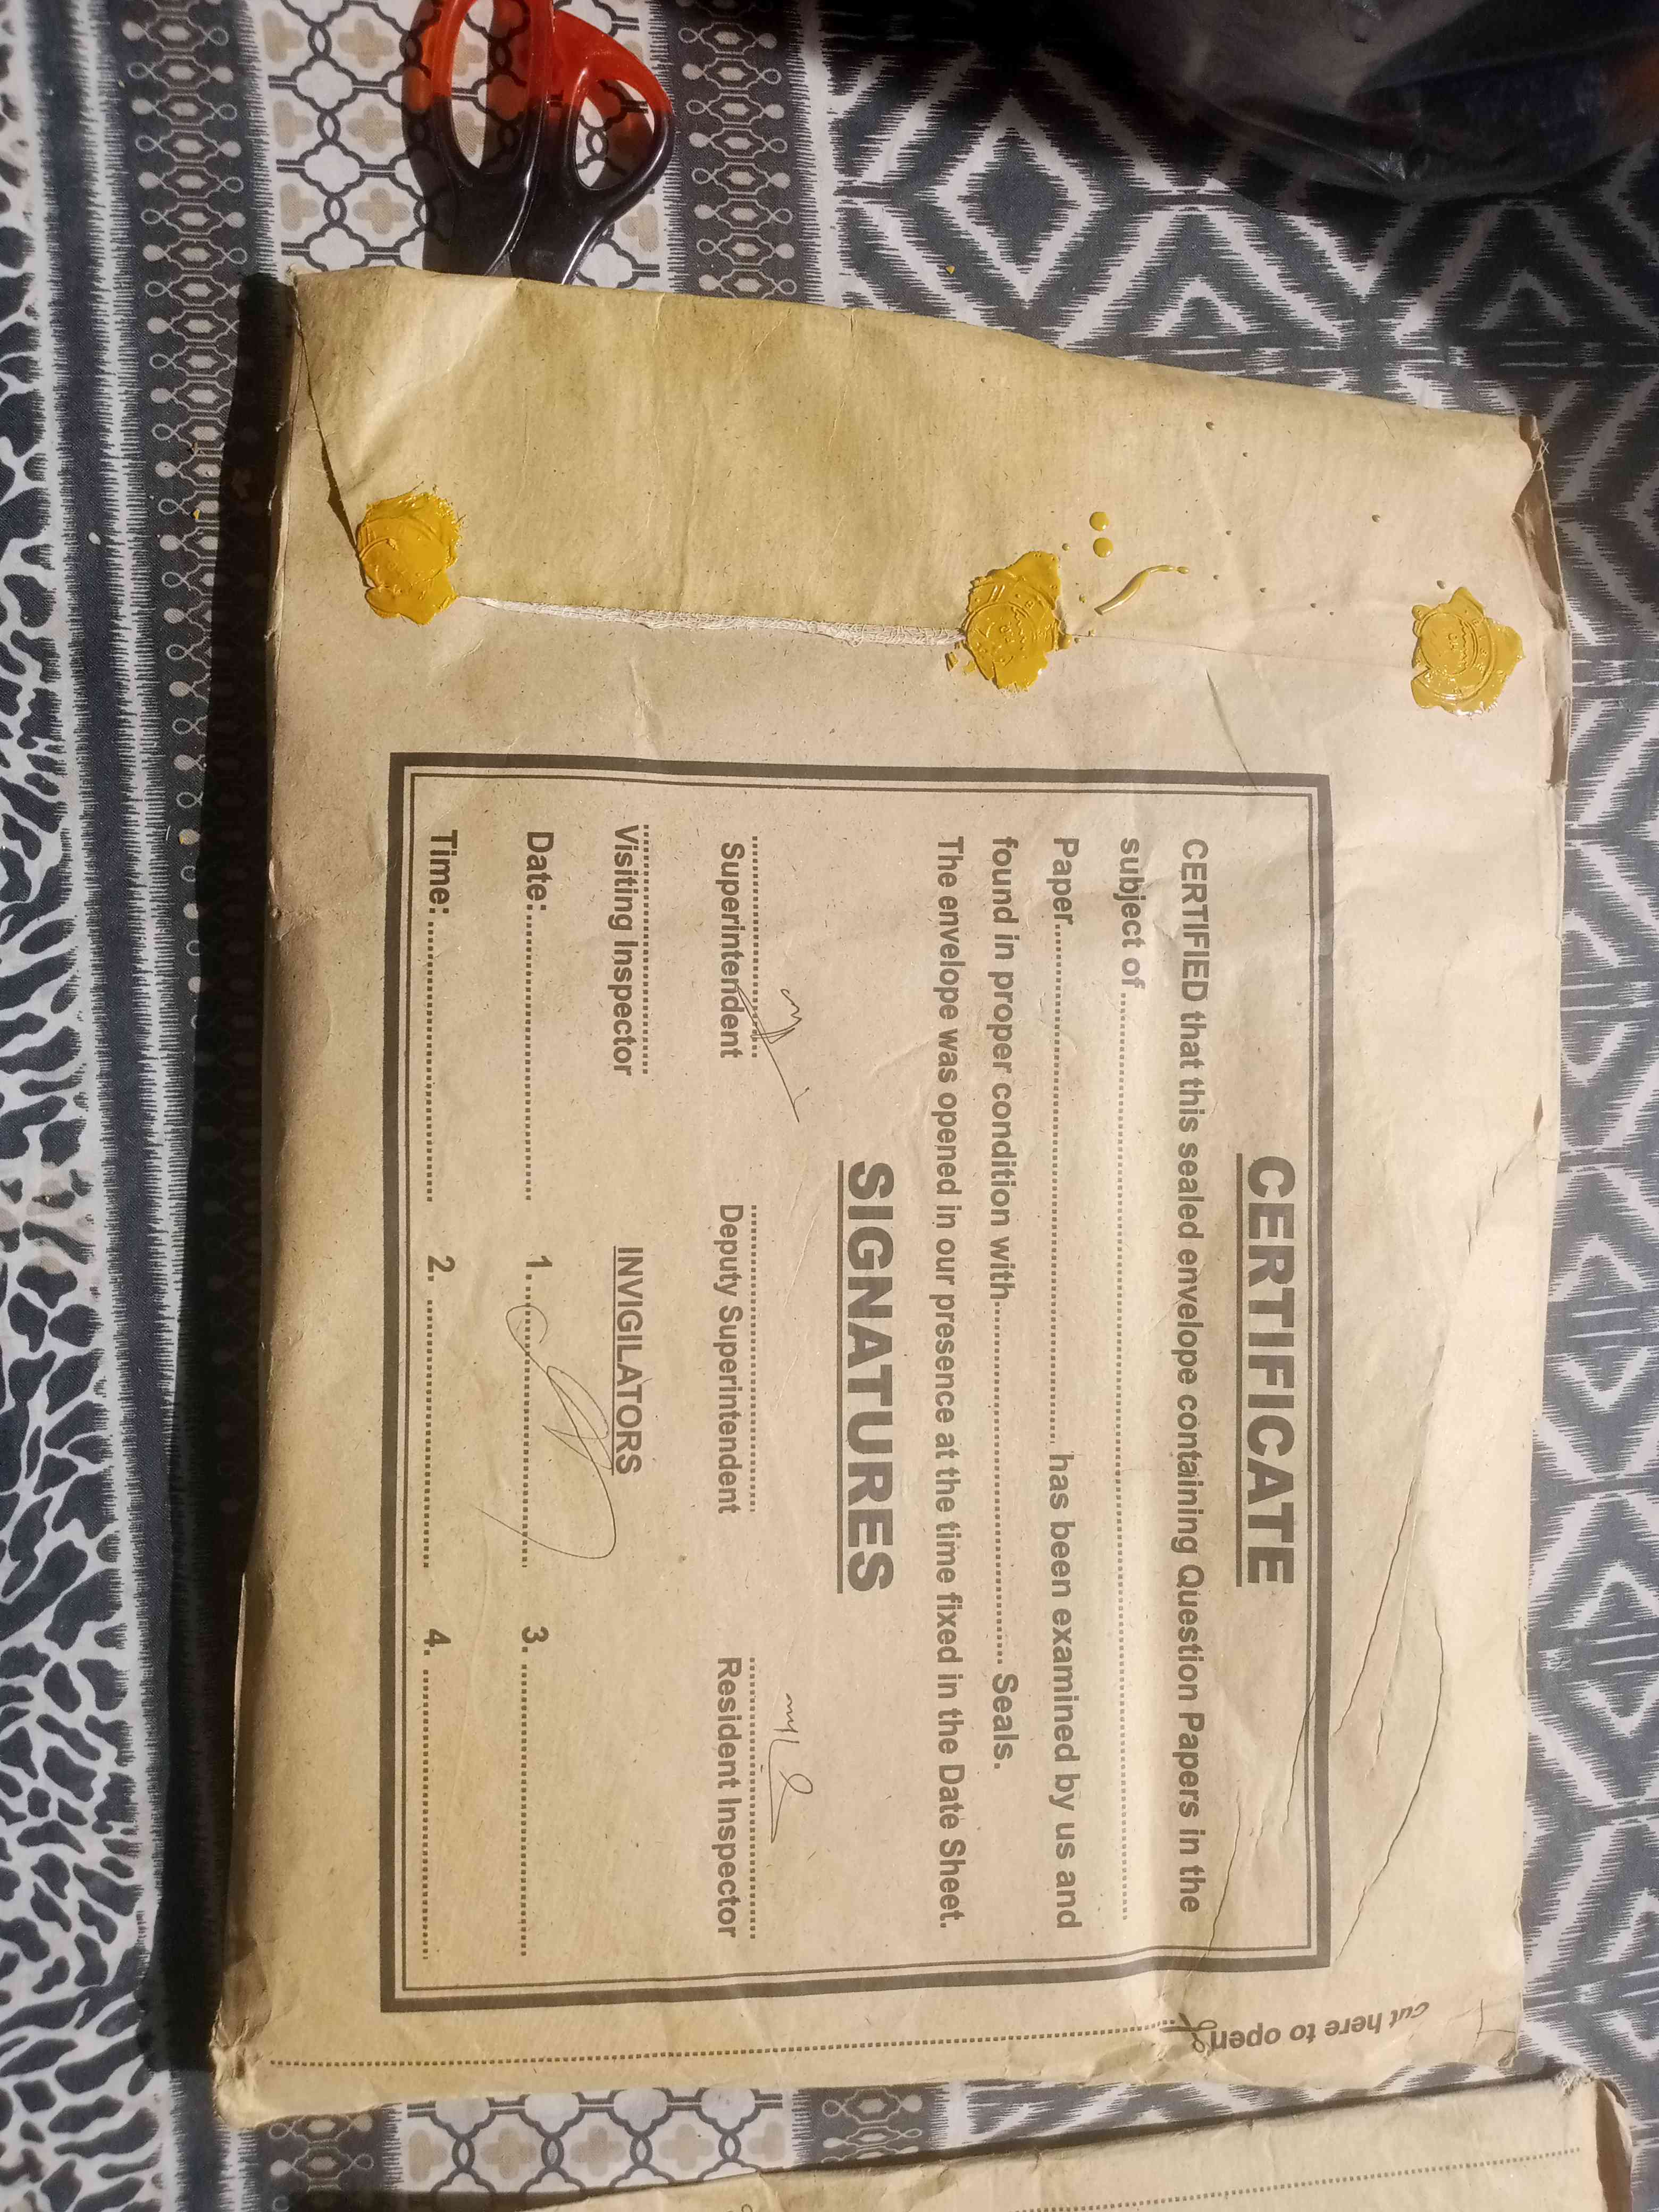 CERTIFICATE
CERTIFIED that this sealed envelope containing Question Papers in the
subject of..............................
Paper.............................. has been examined by us and
found in proper condition with.............................. Seals.
The envelope was opened in our presence at the time fixed in the Date Sheet.
SIGNATURES
Superintendent Deputy Superintendent Resident Inspector
Visiting Inspector INVIGILATORS
Date:.............................. 1............................... 3. ..............................
Time: .............................. 2. .............................. 4. ..............................
cut here to open